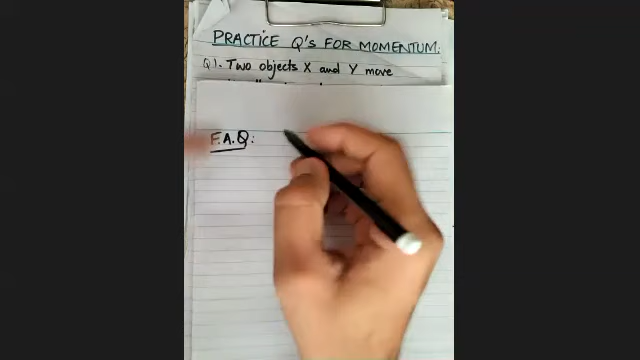 PRACTICE Q's FOR MOMENTUM:
Q1. Two objects X and Y move
F.A.Q: